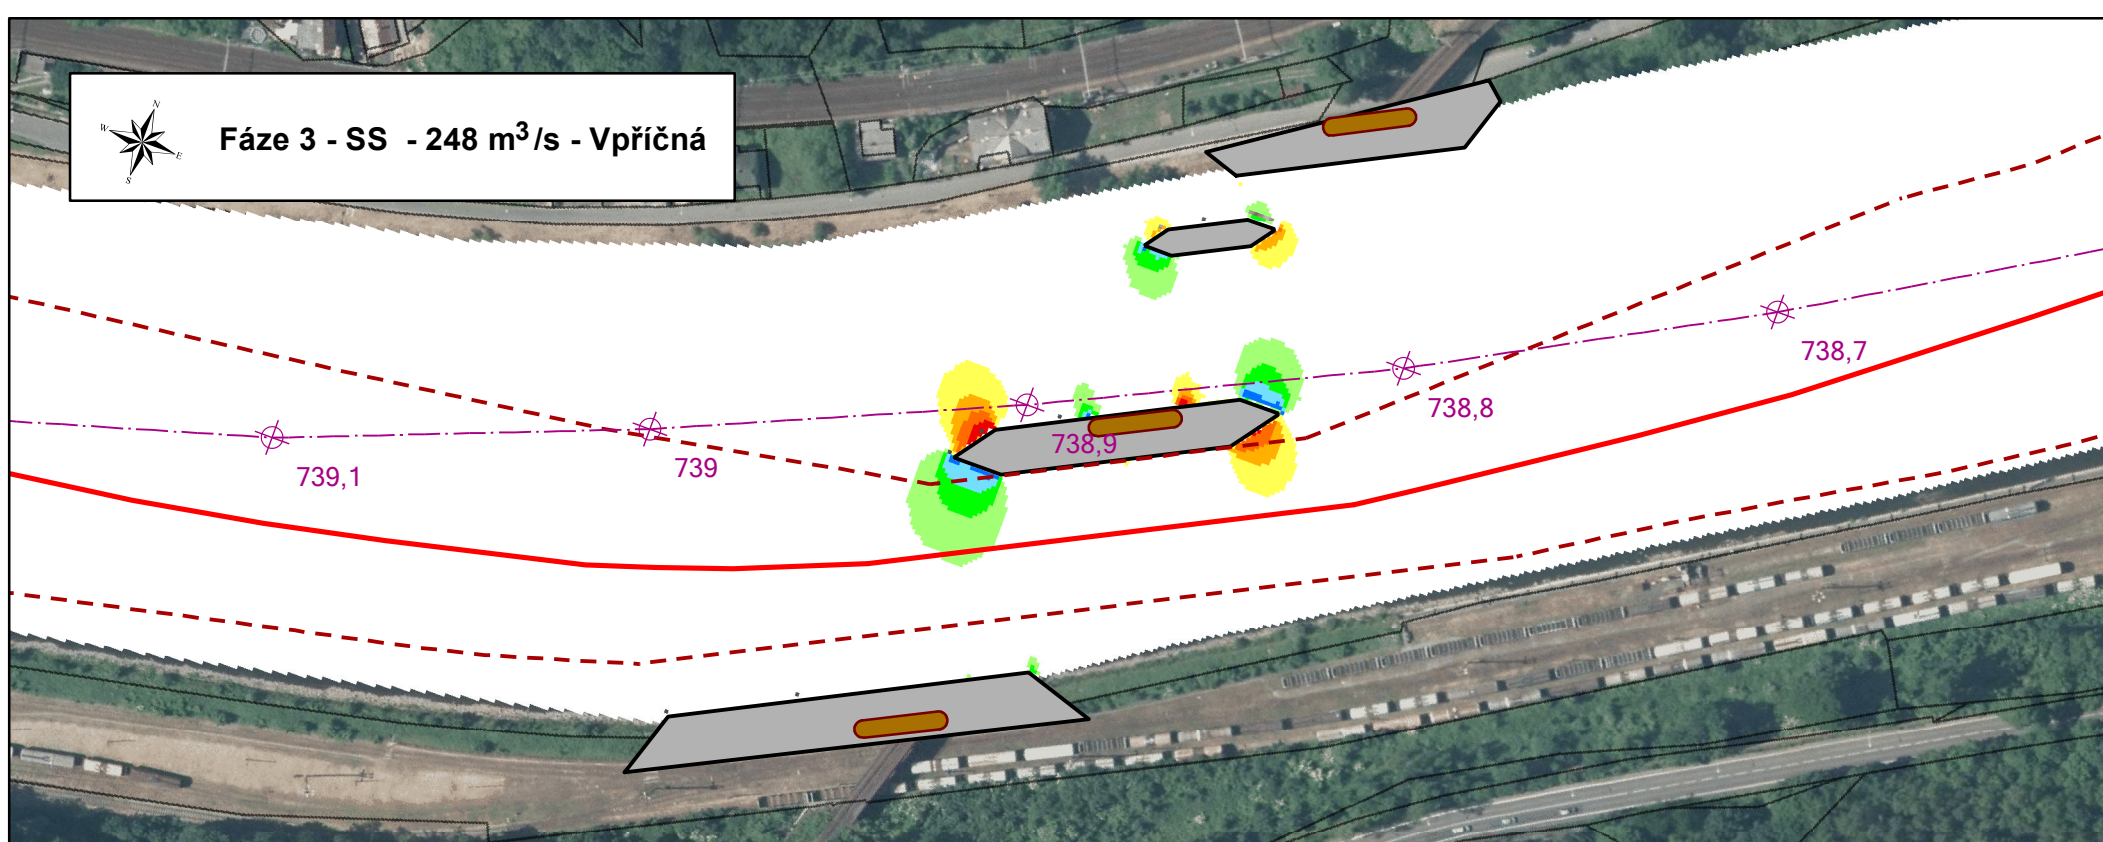 N
W
E
S
Fáze 3 - SS - 248 m³/s - Vpříčná
738,7
738,8
738,9
739
739,1